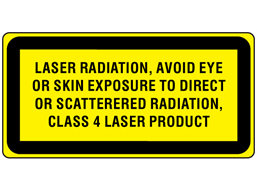 LASER RADIATION, AVOID EYE
OR SKIN EXPOSURE TO DIRECT
OR SCATTERERED RADIATION,
CLASS 4 LASER PRODUCT